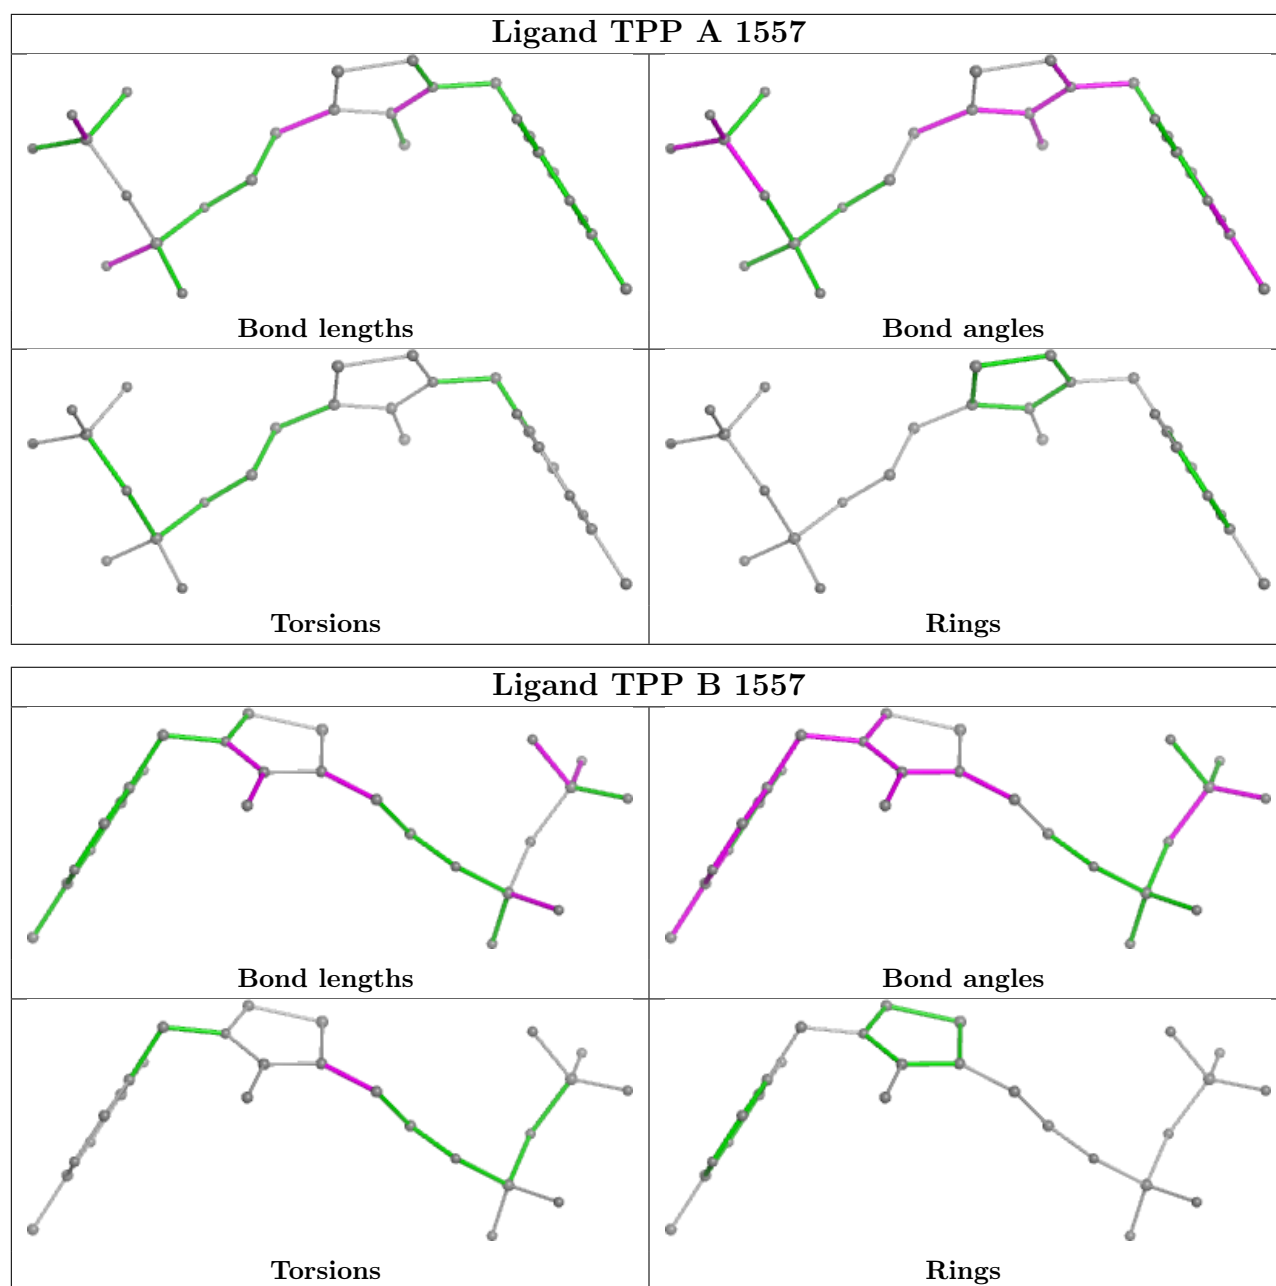 Ligand TPP A 1557
Bond lengths
Bond angles
Torsions
Rings
Ligand TPP B 1557
Bond lengths
Bond angles
Torsions
Rings